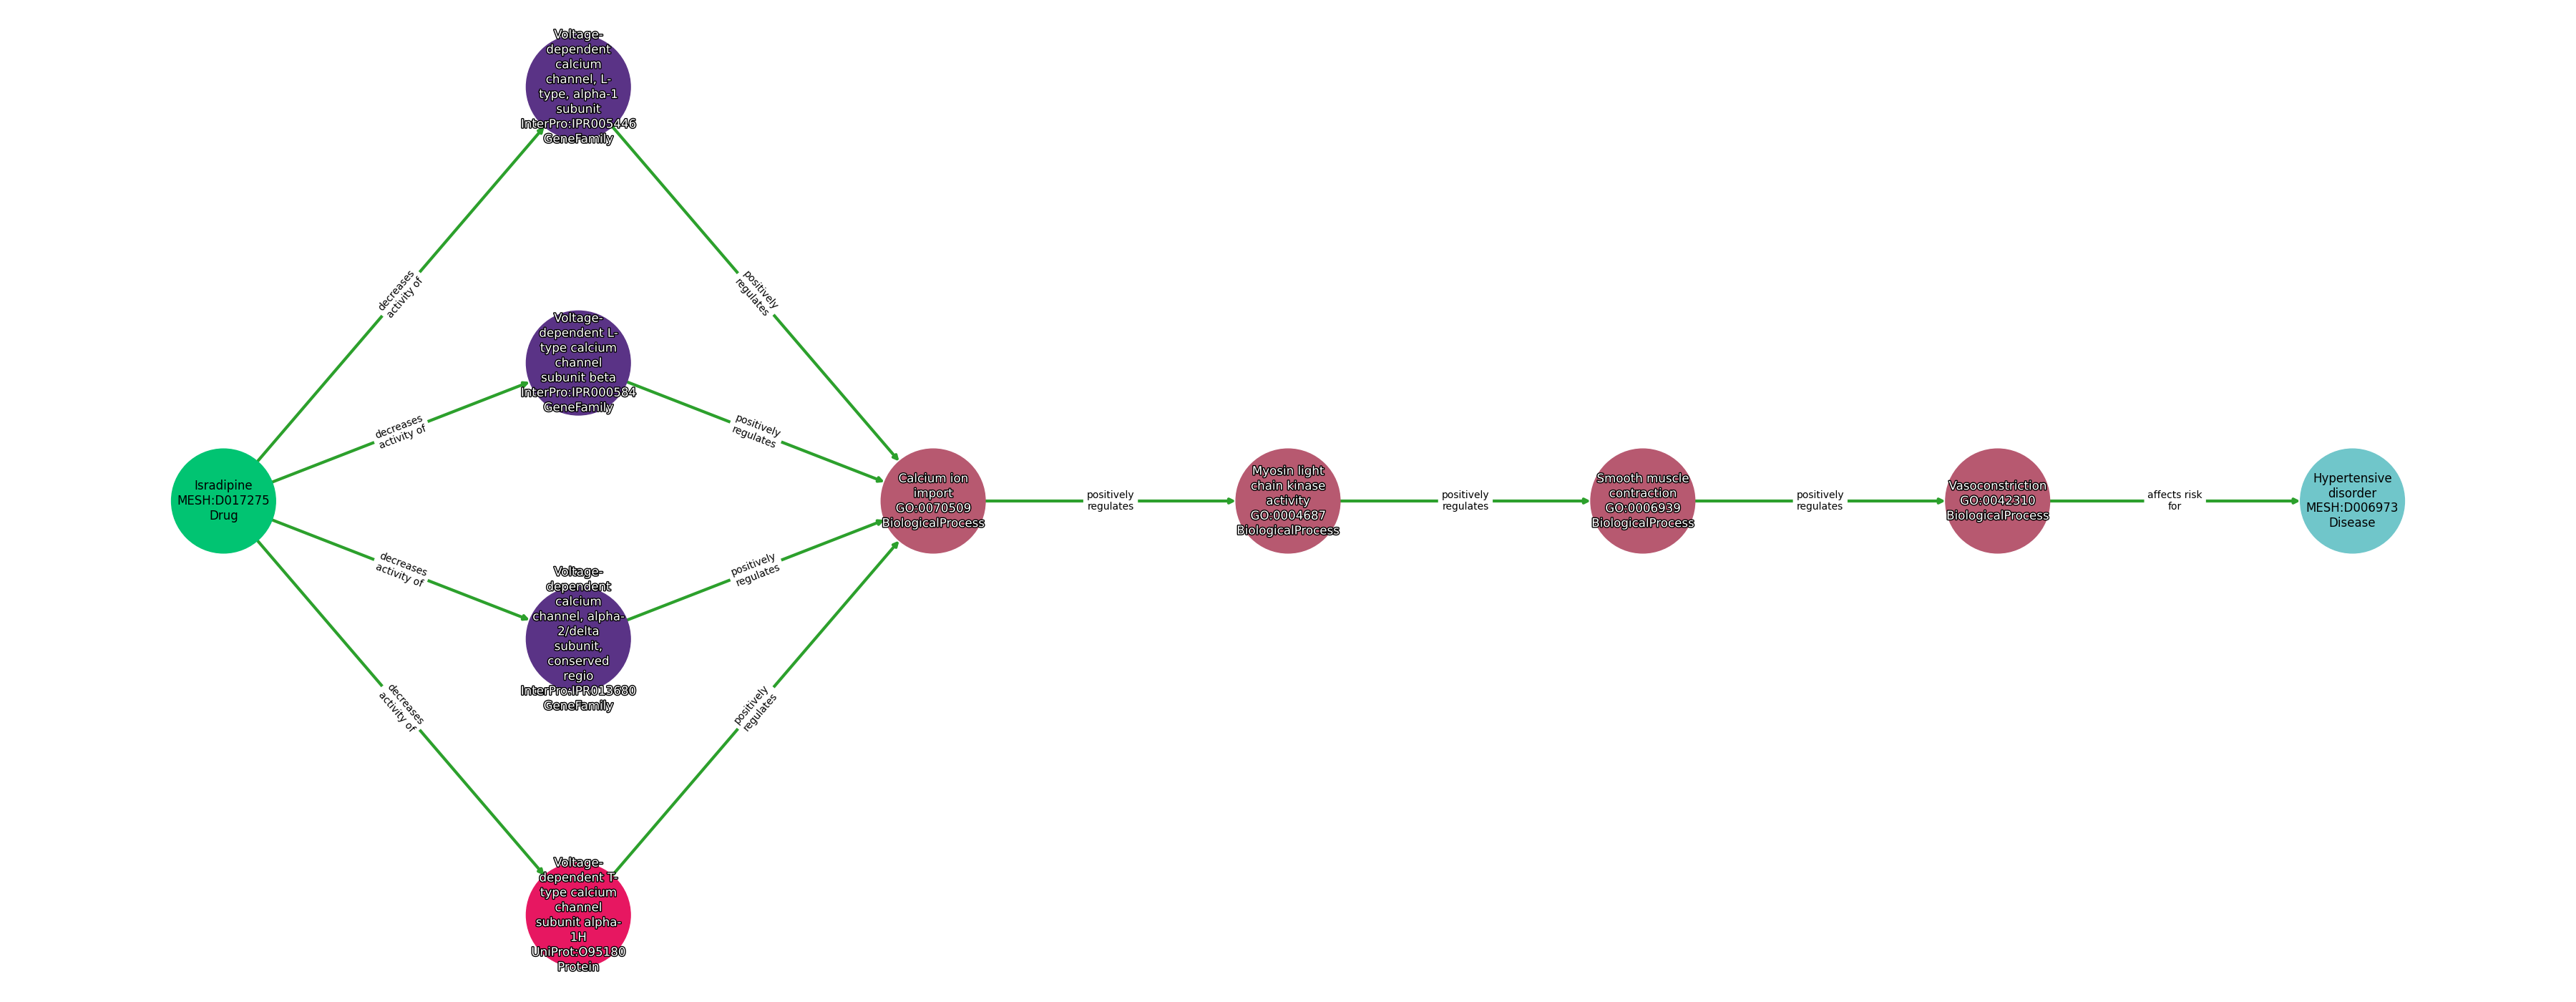 Isradipine
MESH:D017275
Drug
decreases
activity of
decreases
activity of
decreases
activity of
decreases
activity of
Voltage-
dependent
calcium
channel, L-
type, alpha-1
subunit
InterPro:IPR005446
GeneFamily
Voltage-
dependent L-
type calcium
channel
subunit beta
InterPro:IPR000584
GeneFamily
Voltage-
dependent
calcium
channel, alpha-
2/delta
subunit,
conserved
regio
InterPro:IPR013680
GeneFamily
Voltage-
dependent T-
type calcium
channel
subunit alpha-
1H
UniProt:O95180
Protein
positively
regulates
positively
regulates
positively
regulates
positively
regulates
Calcium ion
import
GO:0070509
BiologicalProcess
positively
regulates
Myosin light
chain kinase
activity
GO:0004687
BiologicalProcess
positively
regulates
Smooth muscle
contraction
GO:0006939
BiologicalProcess
positively
regulates
Vasoconstriction
GO:0042310
BiologicalProcess
affects risk
for
Hypertensive
disorder
MESH:D006973
Disease